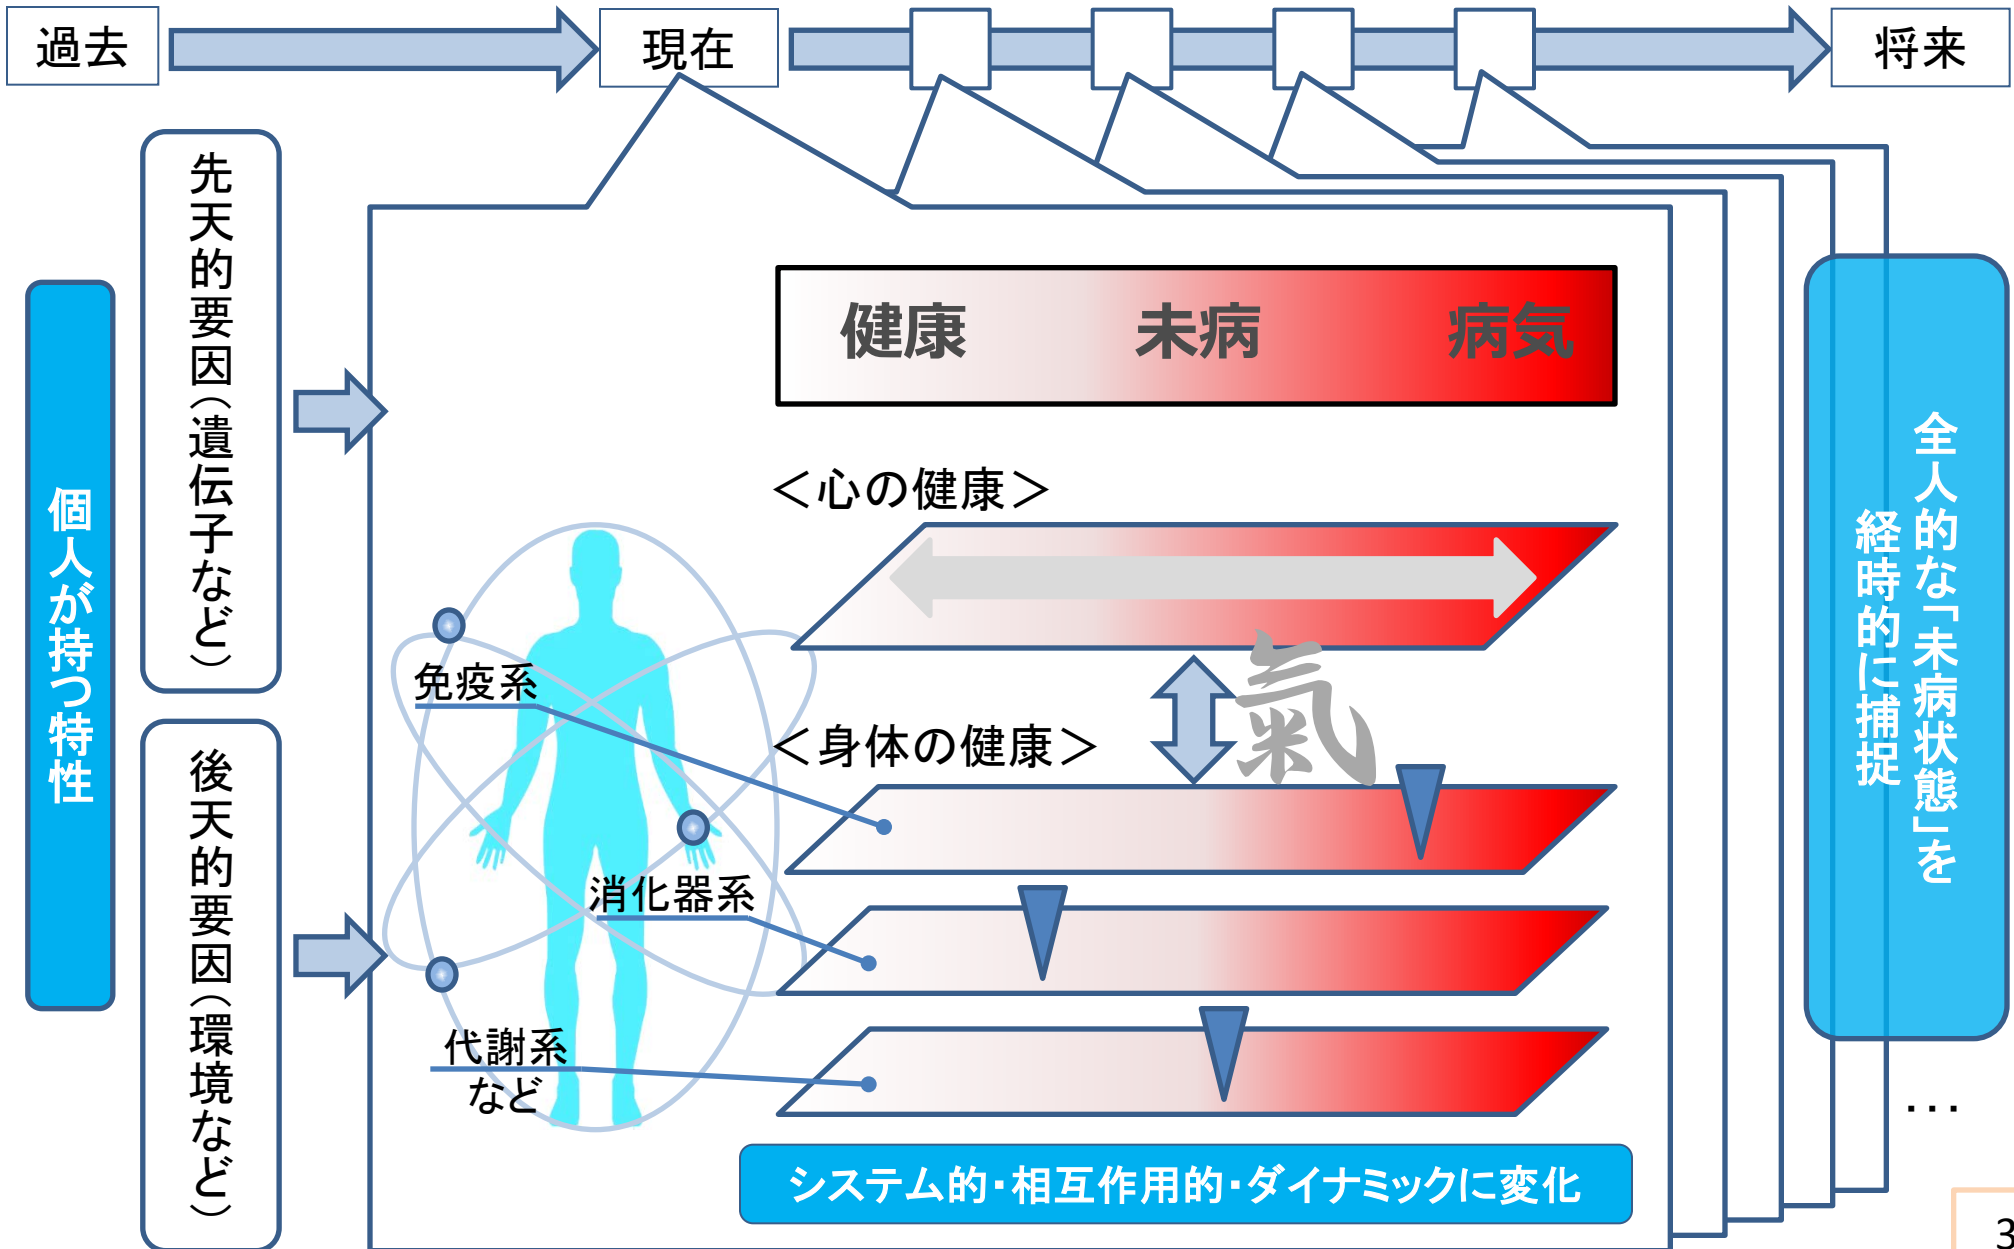 過去
現在
将来
個人が持つ特性
先天的要因（遺伝子など）
後天的要因（環境など）
健康
未病
病気
＜心の健康＞
氣
＜身体の健康＞
免疫系
消化器系
代謝系
など
システム的・相互作用的・ダイナミックに変化
全人的な「未病状態」を
経時的に捕捉
...
3